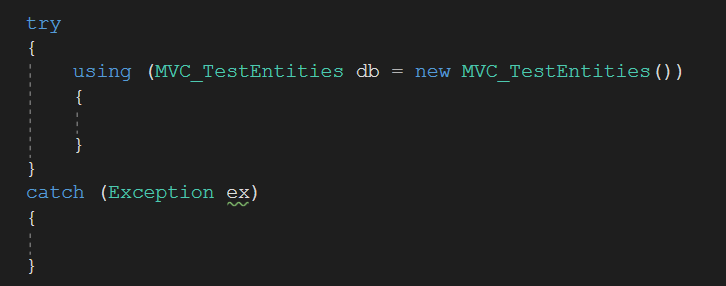 try
{
    using (MVC_TestEntities db = new MVC_TestEntities())
    {
    }
}
catch (Exception ex)
{
}